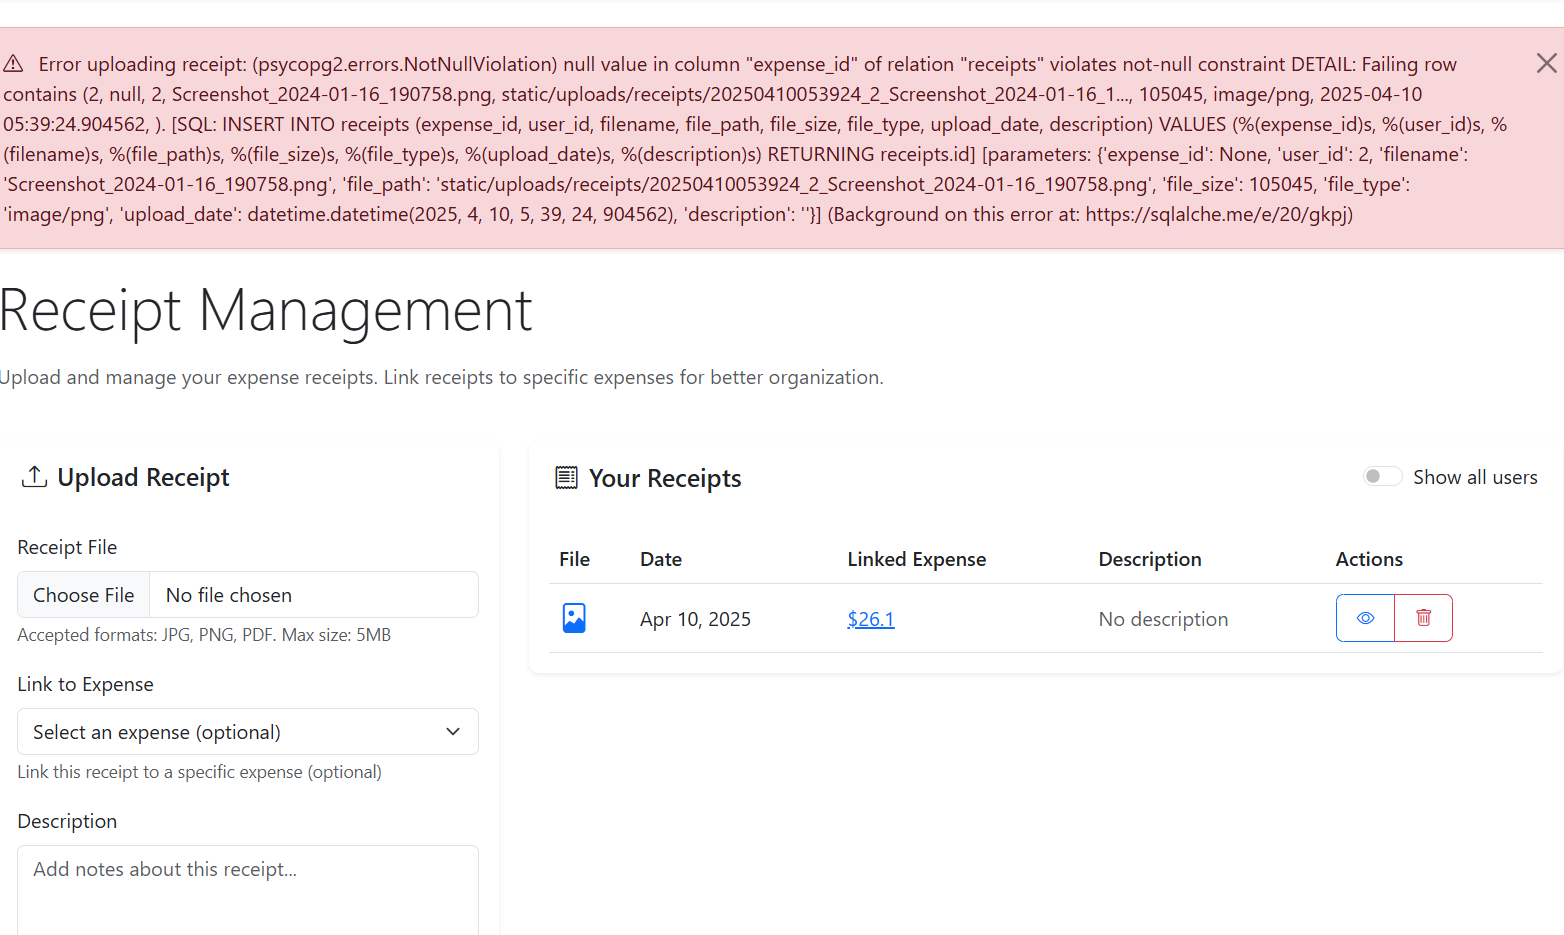 Error uploading receipt: (psycopg2.errors.NotNullViolation) null value in column "expense_id" of relation "receipts" violates not-null constraint DETAIL: Failing row
contains (2, null, 2, Screenshot_2024-01-16_190758.png, static/uploads/receipts/20250410053924_2_Screenshot_2024-01-16_1..., 105045, image/png, 2025-04-10
05:39:24.904562, ). [SQL: INSERT INTO receipts (expense_id, user_id, filename, file_path, file_size, file_type, upload_date, description) VALUES (%(expense_id)s, %(user_id)s, %
(filename)s, %(file_path)s, %(file_size)s, %(file_type)s, %(upload_date)s, %(description)s) RETURNING receipts.id] [parameters: {'expense_id': None, 'user_id': 2, 'filename':
'Screenshot_2024-01-16_190758.png', 'file_path': 'static/uploads/receipts/20250410053924_2_Screenshot_2024-01-16_190758.png', 'file_size': 105045, 'file_type':
'image/png', 'upload_date': datetime.datetime(2025, 4, 10, 5, 39, 24, 904562), 'description': ''}] (Background on this error at: https://sqlalche.me/e/20/gkpj)
Receipt Management
Upload and manage your expense receipts. Link receipts to specific expenses for better organization.
Upload Receipt
Receipt File
Choose File No file chosen
Accepted formats: JPG, PNG, PDF. Max size: 5MB
Link to Expense
Select an expense (optional)
Link this receipt to a specific expense (optional)
Description
Add notes about this receipt...
Your Receipts
Show all users
File Date Linked Expense Description Actions
Apr 10, 2025 $26.1 No description